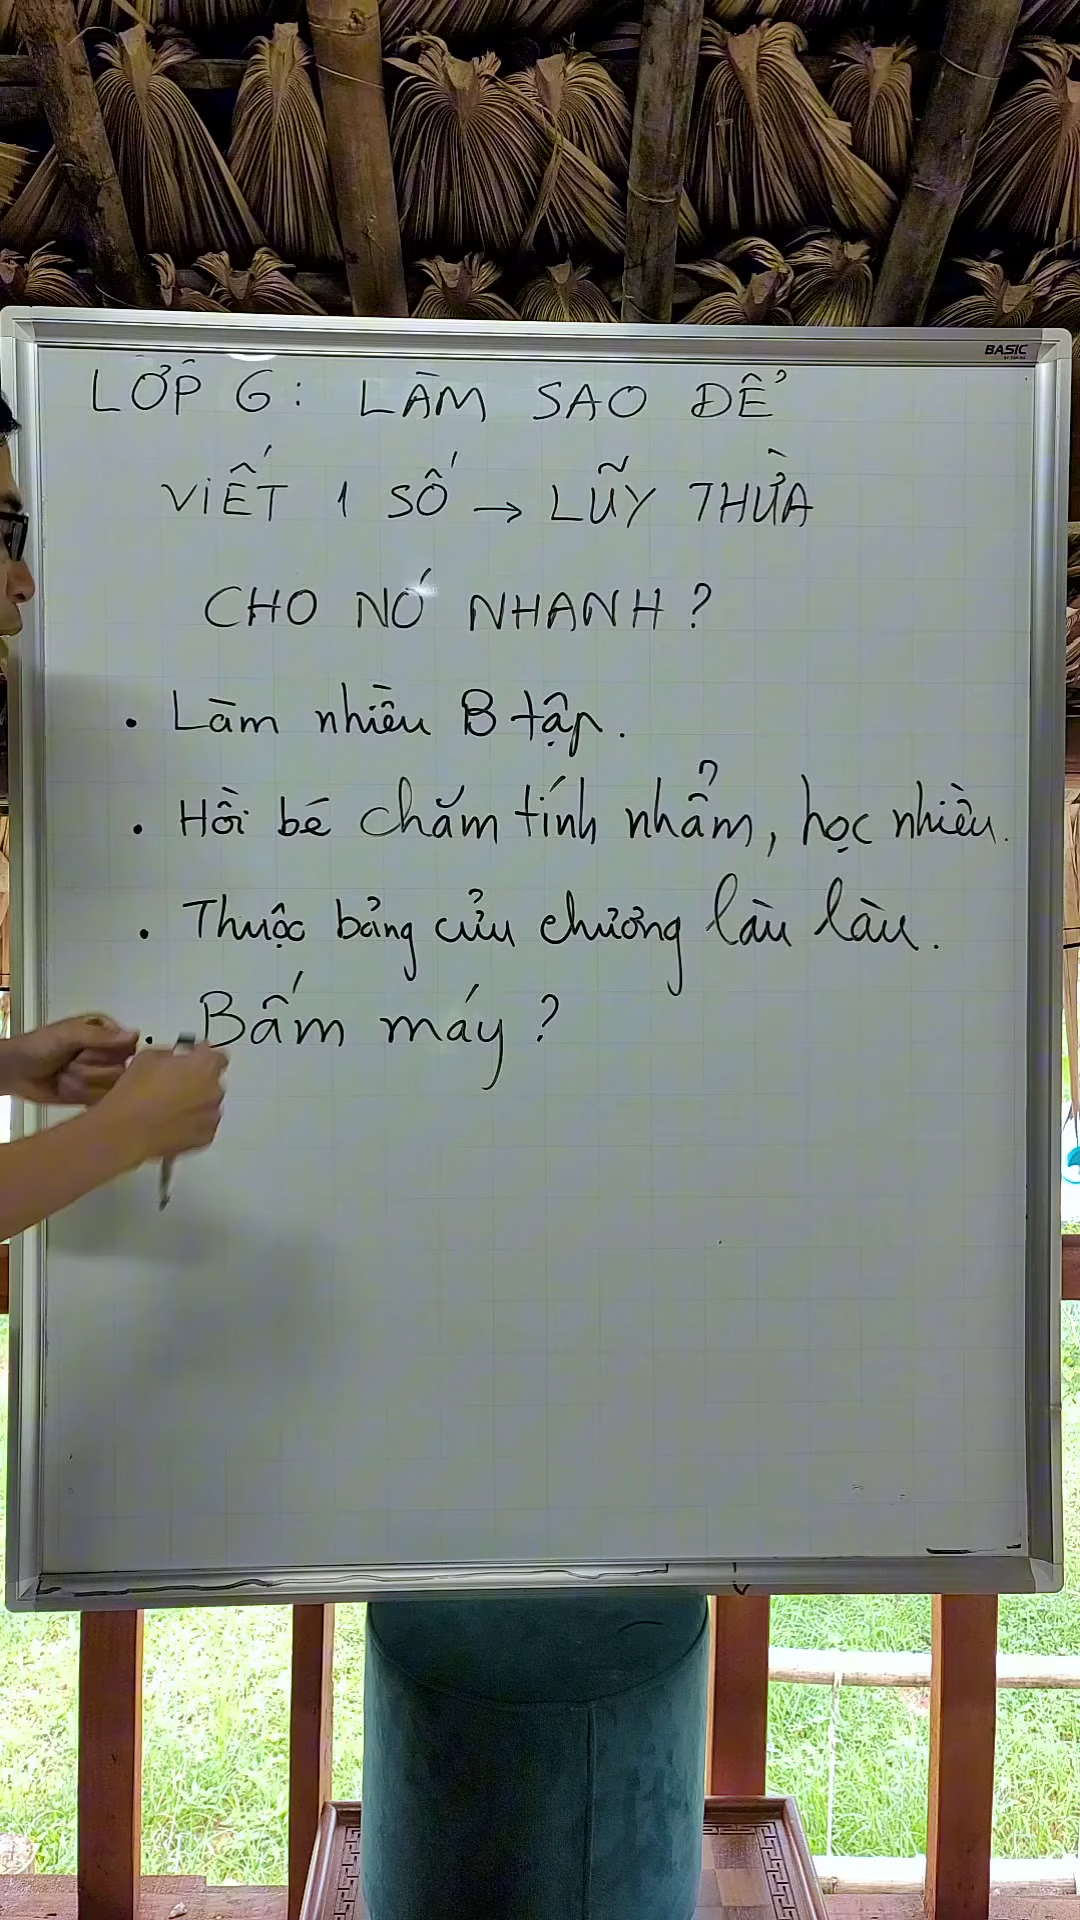 BASIC
LỚP 6: LÀM SAO ĐỂ
VIẾT 1 SỐ → LŨY THỪA
CHO NÓ NHANH?
• Làm nhiều B tập.
• Hồi bé chăm tính nhẩm, học nhiều.
• Thuộc bảng cửu chương làu làu.
• Bấm máy?